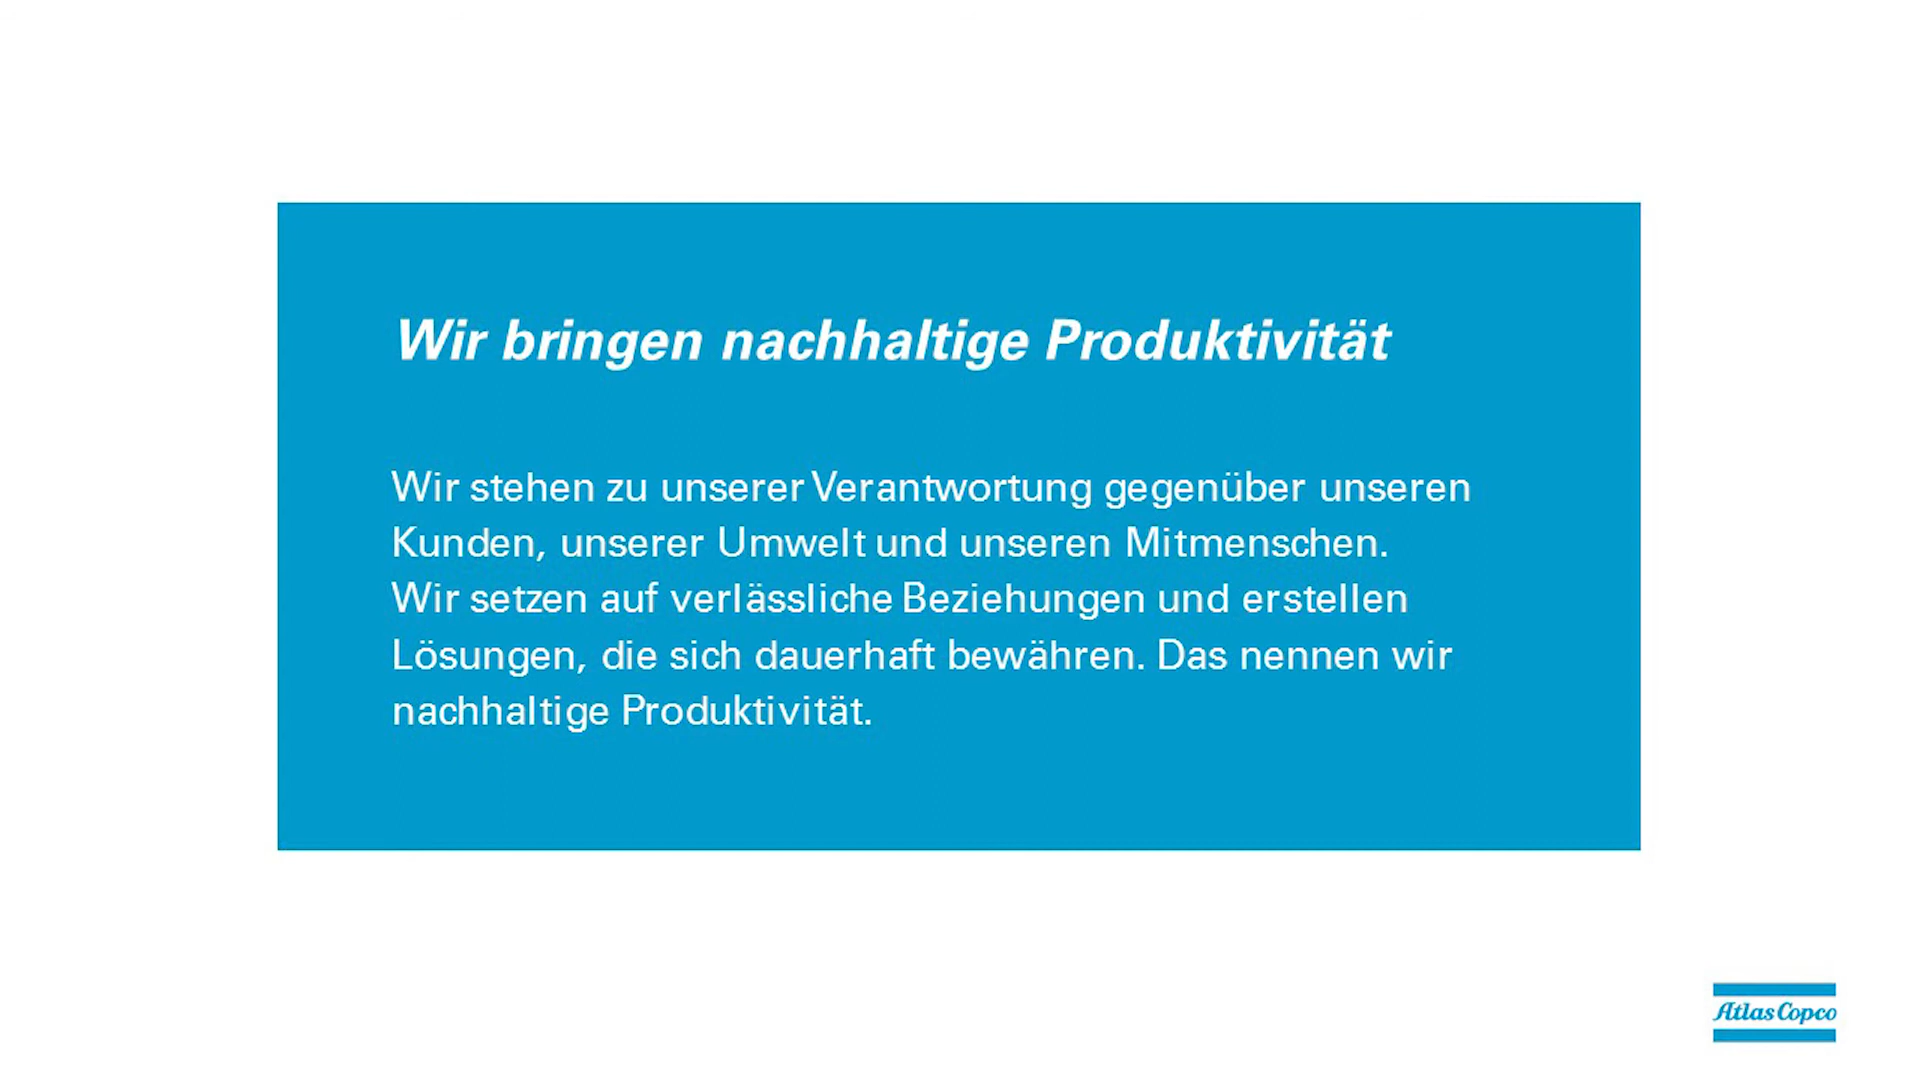 Wir bringen nachhaltige Produktivität
Wir stehen zu unserer Verantwortung gegenüber unseren
Kunden, unserer Umwelt und unseren Mitmenschen.
Wir setzen auf verlässliche Beziehungen und erstellen
Lösungen, die sich dauerhaft bewähren. Das nennen wir
nachhaltige Produktivität.
Atlas Copco